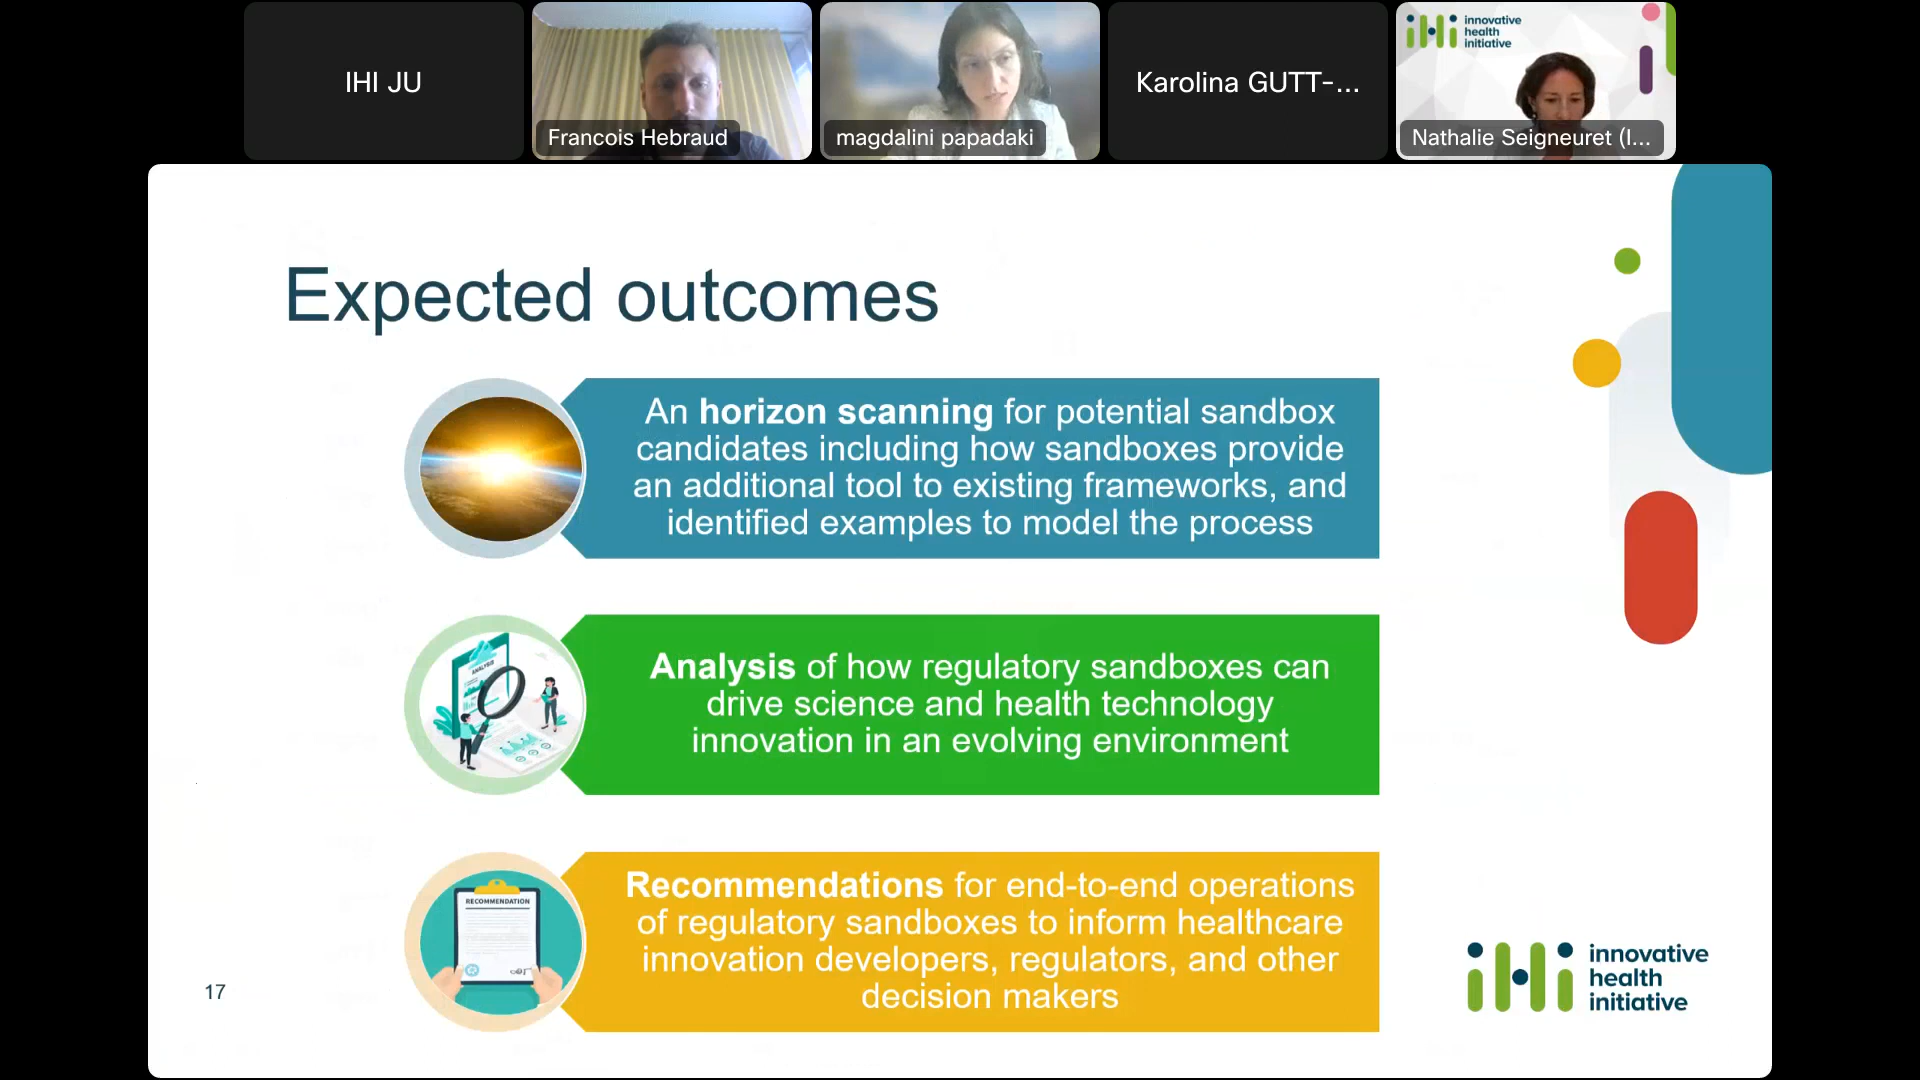 IHI JU
Francois Hebraud
magdalini papadaki
Karolina GUTT-...
innovative
health
initiative
Nathalie Seigneuret (I...
Expected outcomes
An horizon scanning for potential sandbox
candidates including how sandboxes provide
an additional tool to existing frameworks, and
identified examples to model the process
ANALYSIS
Analysis of how regulatory sandboxes can
drive science and health technology
innovation in an evolving environment
RECOMMENDATION
Recommendations for end-to-end operations
of regulatory sandboxes to inform healthcare
innovation developers, regulators, and other
decision makers
17
iHi
innovative
health
initiative